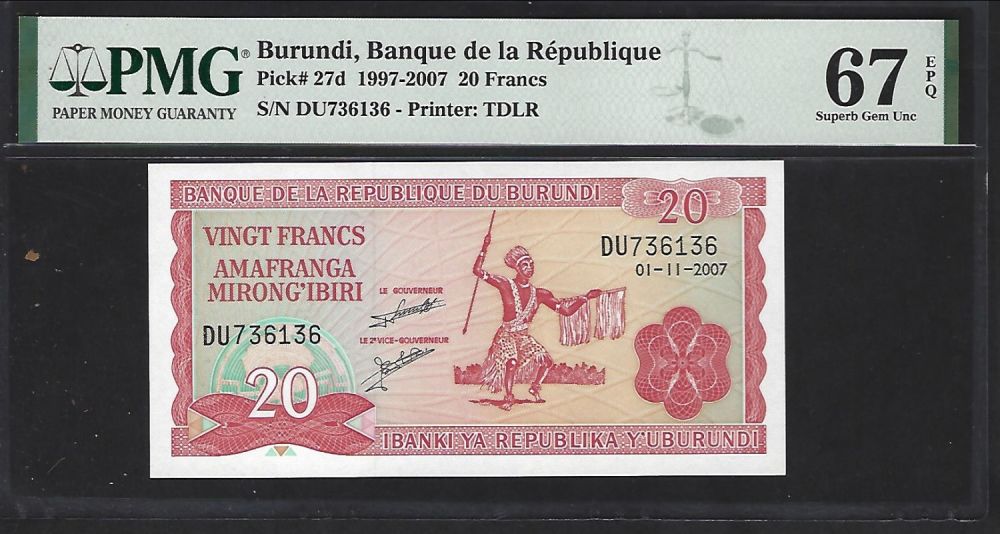 PMG®
PAPER MONEY GUARANTY
Burundi, Banque de la République
Pick# 27d 1997-2007 20 Francs
S/N DU736136 - Printer: TDLR
67 EPQ
Superb Gem Unc
BANQUE DE LA REPUBLIQUE DU BURUNDI
20
VINGT FRANCS
AMAFRANGA
MIRONG'IBIRI
DU736136
01-11-2007
LE GOUVERNEUR
LE 2e VICE-GOUVERNEUR
DU736136
20
IBANKI YA REPUBLIKA Y'UBURUNDI